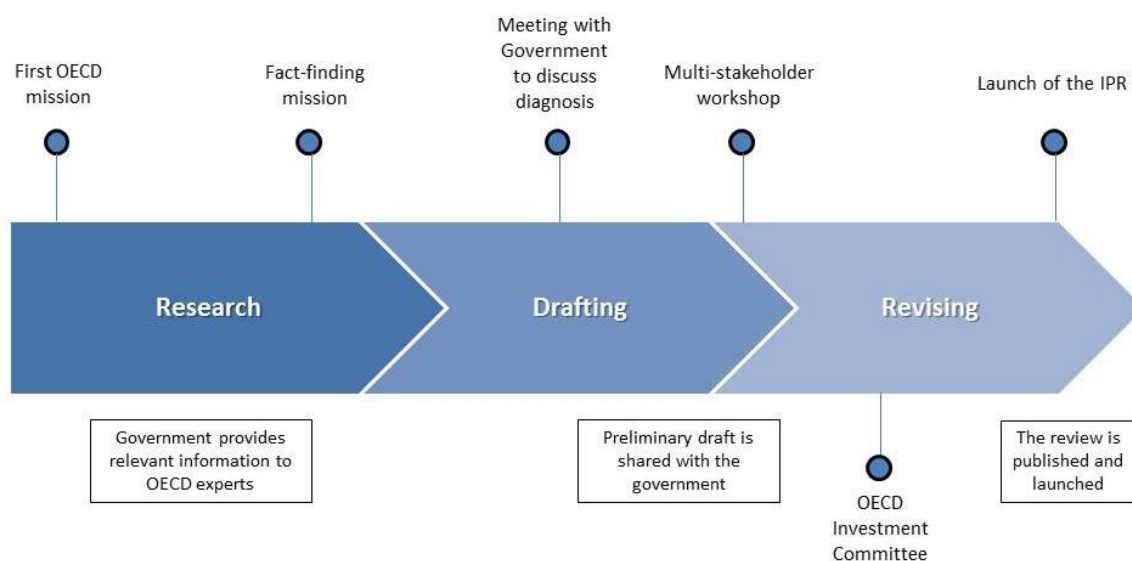 First OECD
mission
Fact-finding
mission
Meeting with
Government
to discuss
diagnosis
Multi-stakeholder
workshop
Launch of the IPR
Research
Drafting
Revising
Government provides
relevant information to
OECD experts
Preliminary draft is
shared with the
government
OECD
Investment
Committee
The review is
published and
launched